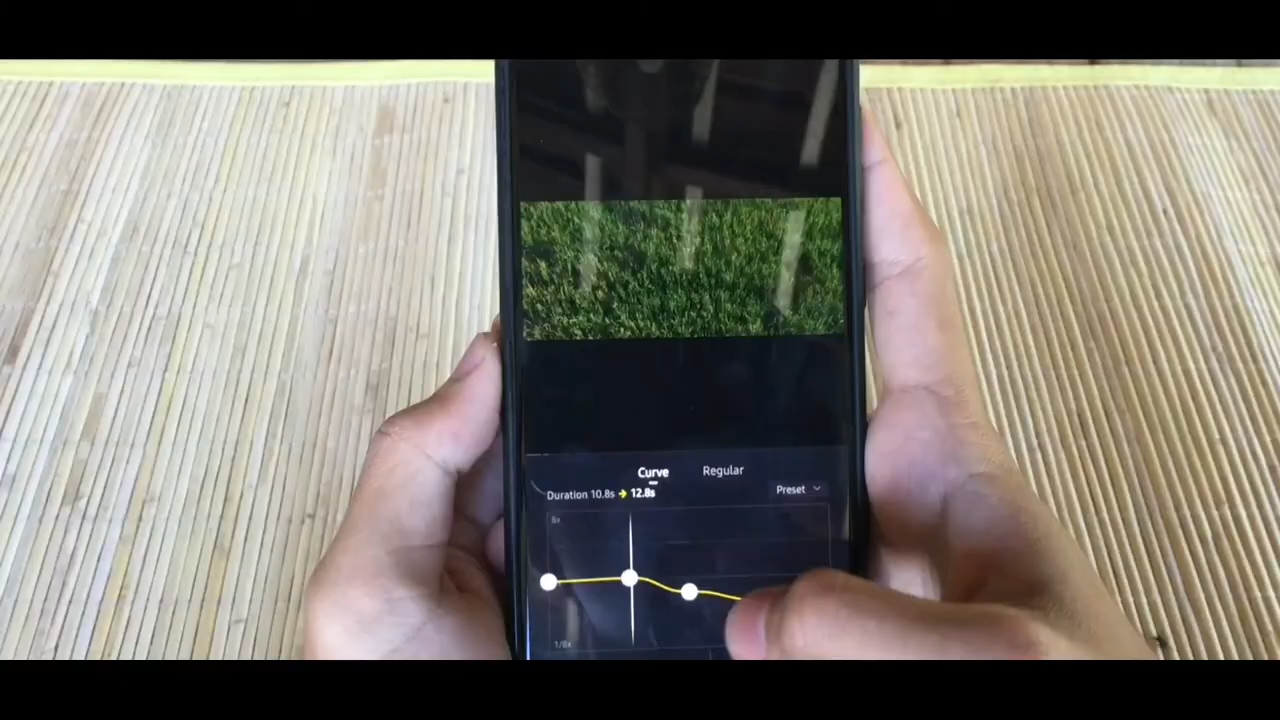 Curve Regular
Duration 10.8s → 12.8s Preset
8x
1/8x